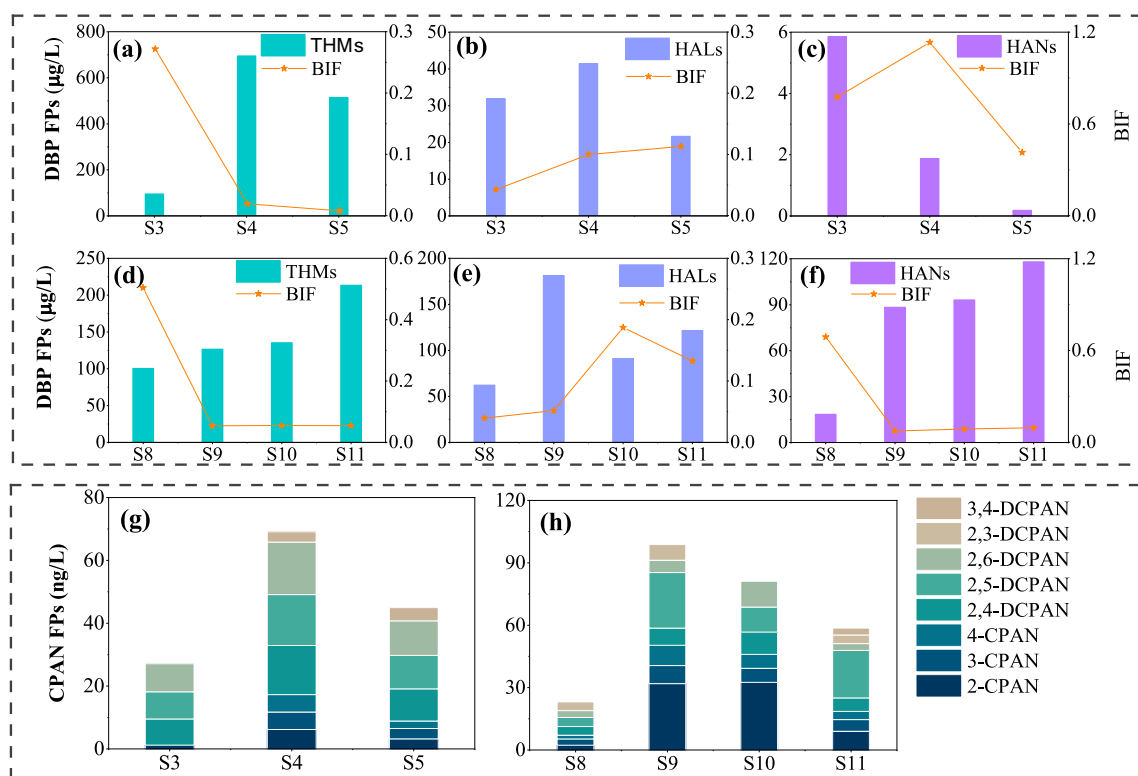 (a)
THMs
BIF
DBP FPs (µg/L)
800
600
400
200
0
0.3
0.2
0.1
0.0
S3 S4 S5
(b)
HALs
BIF
50
40
30
20
10
0
0.3
0.2
0.1
0.0
S3 S4 S5
(c)
HANs
BIF
6
4
2
0
1.2
0.6
0.0
BIF
S3 S4 S5
(d)
THMs
BIF
DBP FPs (µg/L)
250
200
150
100
50
0
0.6
0.4
0.2
0.0
S8 S9 S10 S11
(e)
HALs
BIF
200
150
100
50
0
0.3
0.2
0.1
0.0
S8 S9 S10 S11
(f)
HANs
BIF
120
90
60
30
0
1.2
0.6
0.0
BIF
S8 S9 S10 S11
(g)
CPAN FPs (ng/L)
80
60
40
20
0
S3 S4 S5
(h)
120
90
60
30
0
S8 S9 S10 S11
3,4-DCPAN
2,3-DCPAN
2,6-DCPAN
2,5-DCPAN
2,4-DCPAN
4-CPAN
3-CPAN
2-CPAN